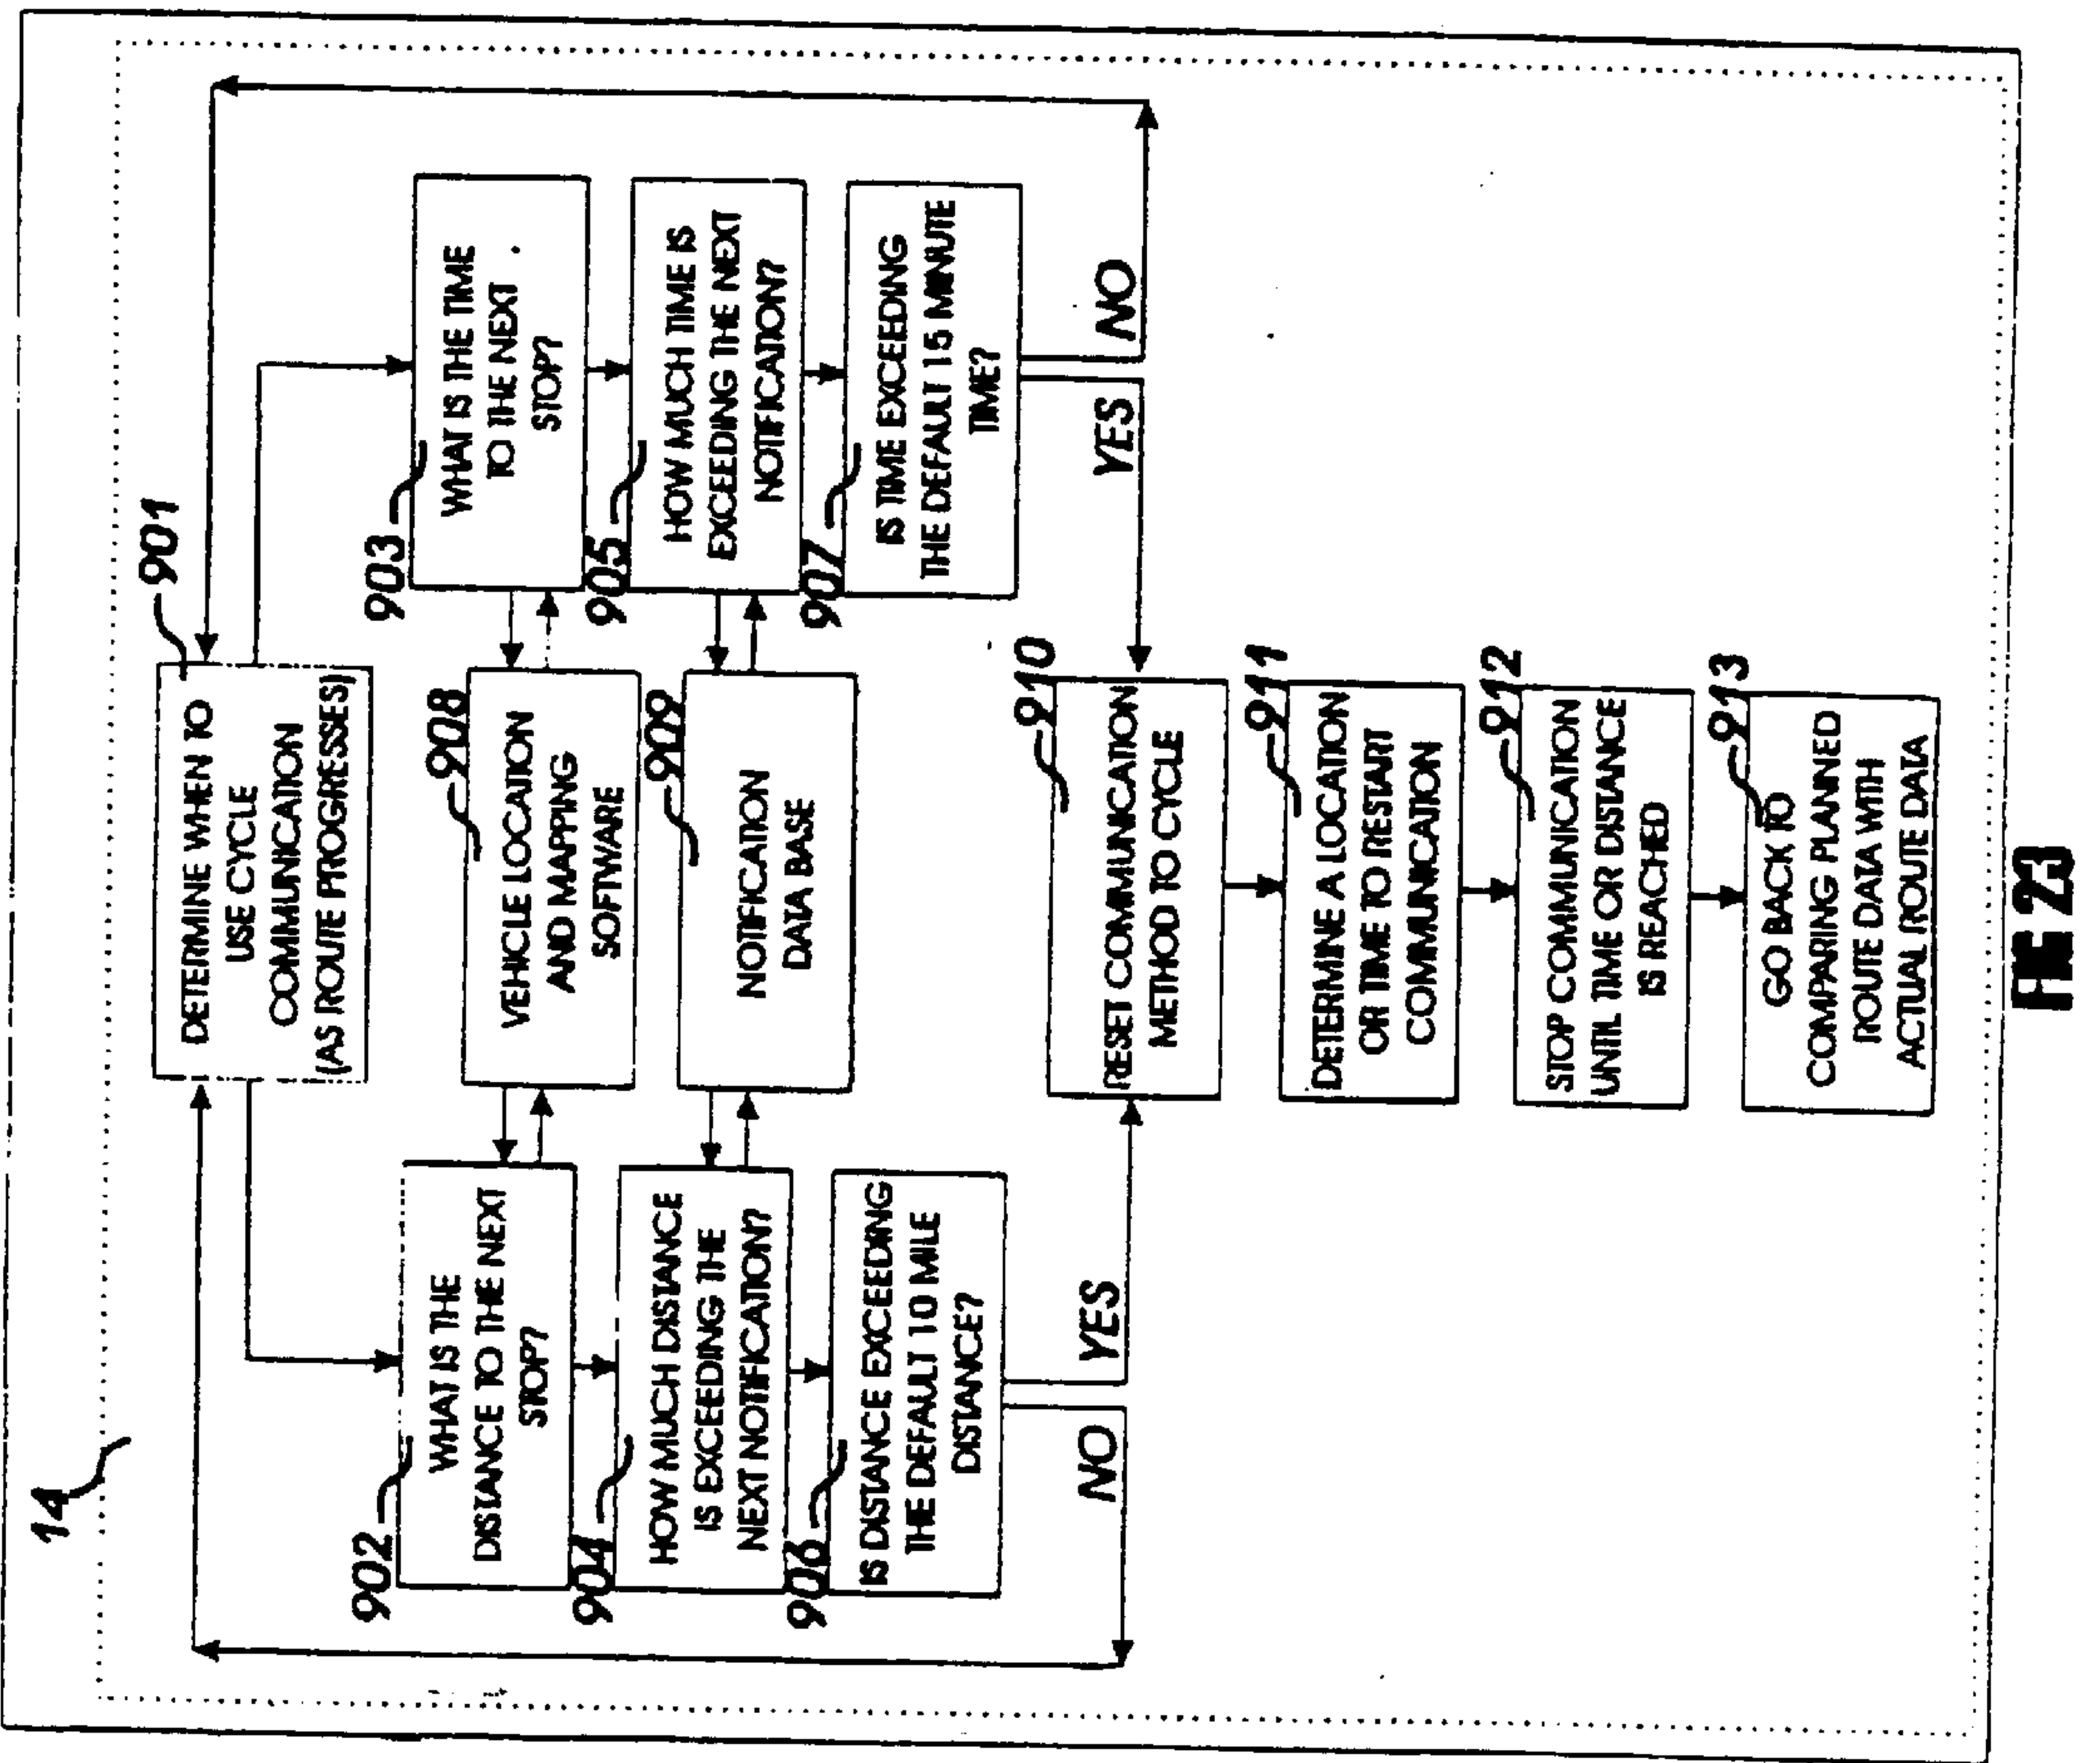 14
901
DETERMINE WHEN TO
USE CYCLE
COMMUNICATION
(AS ROUTE PROGRESSES)
902
WHAT IS THE
DISTANCE TO THE NEXT
STOP?
908
VEHICLE LOCATION
AND MAPPING
SOFTWARE
903
WHAT IS THE TIME
TO THE NEXT
STOP?
904
HOW MUCH DISTANCE
IS EXCEEDING THE
NEXT NOTIFICATION?
909
NOTIFICATION
DATA BASE
905
HOW MUCH TIME IS
EXCEEDING THE NEXT
NOTIFICATION?
906
IS DISTANCE EXCEEDING
THE DEFAULT 10 MILE
DISTANCE?
907
IS TIME EXCEEDING
THE DEFAULT 15 MINUTE
TIME?
NO
YES
YES
NO
910
RESET COMMUNICATION
METHOD TO CYCLE
911
DETERMINE A LOCATION
OR TIME TO RESTART
COMMUNICATION
912
STOP COMMUNICATION
UNTIL TIME OR DISTANCE
IS REACHED
913
GO BACK TO
COMPARING PLANNED
ROUTE DATA WITH
ACTUAL ROUTE DATA
FIG 23